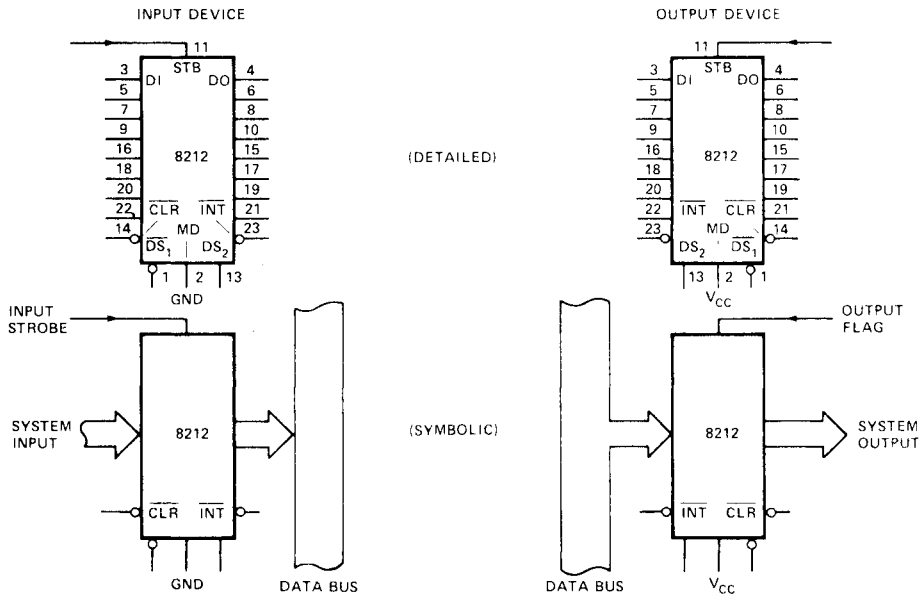 INPUT DEVICE
11
STB
3 DI DO 4
5 6
7 8
9 10
16 8212 15
18 17
20 19
22 CLR INT 21
14 MD 23
DS1 DS2
1 2 13
GND
OUTPUT DEVICE
11
STB
3 DI DO 4
5 6
7 8
9 10
16 8212 15
18 17
20 19
22 INT CLR 21
23 MD 14
DS2 DS1
13 2 1
VCC
(DETAILED)
INPUT
STROBE
SYSTEM
INPUT
8212
CLR INT
GND
DATA BUS
(SYMBOLIC)
DATA BUS
OUTPUT
FLAG
8212
SYSTEM
OUTPUT
INT CLR
VCC